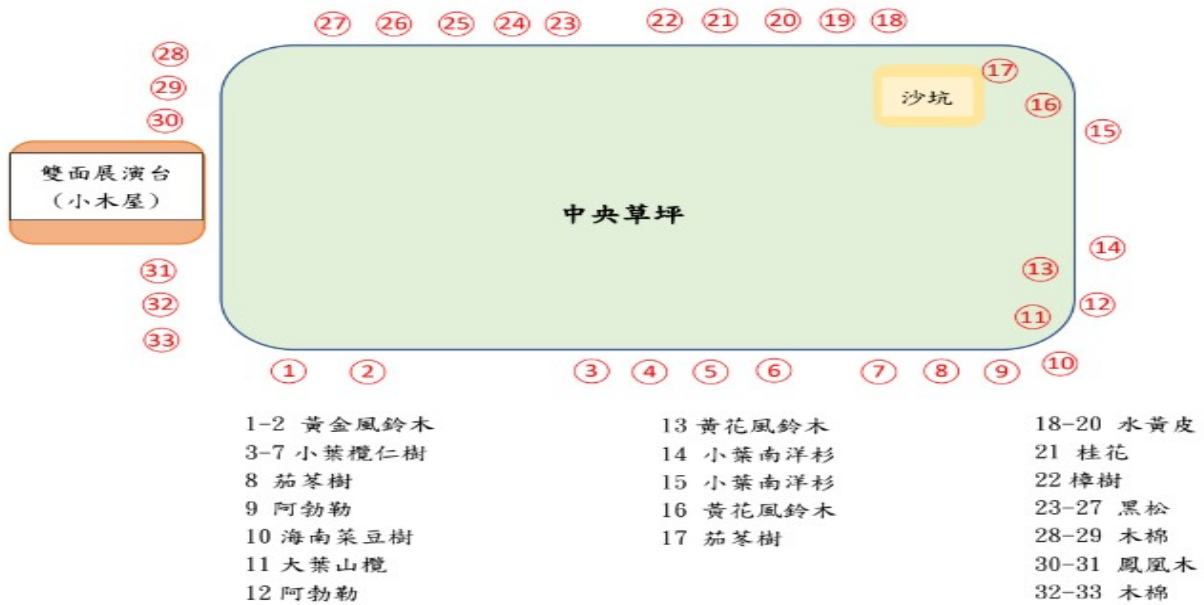 27 26 25 24 23 22 21 20 19 18
28
29
30
17
16
15
沙坑
雙面展演台
（小木屋）
中央草坪
31
32
33
14
13
12
11
10
1 2 3 4 5 6 7 8 9
1-2 黃金風鈴木
3-7 小葉欖仁樹
8 茄苳樹
9 阿勃勒
10 海南菜豆樹
11 大葉山欖
12 阿勃勒
13 黃花風鈴木
14 小葉南洋杉
15 小葉南洋杉
16 黃花風鈴木
17 茄苳樹
18-20 水黃皮
21 桂花
22 樟樹
23-27 黑松
28-29 木棉
30-31 鳳凰木
32-33 木棉